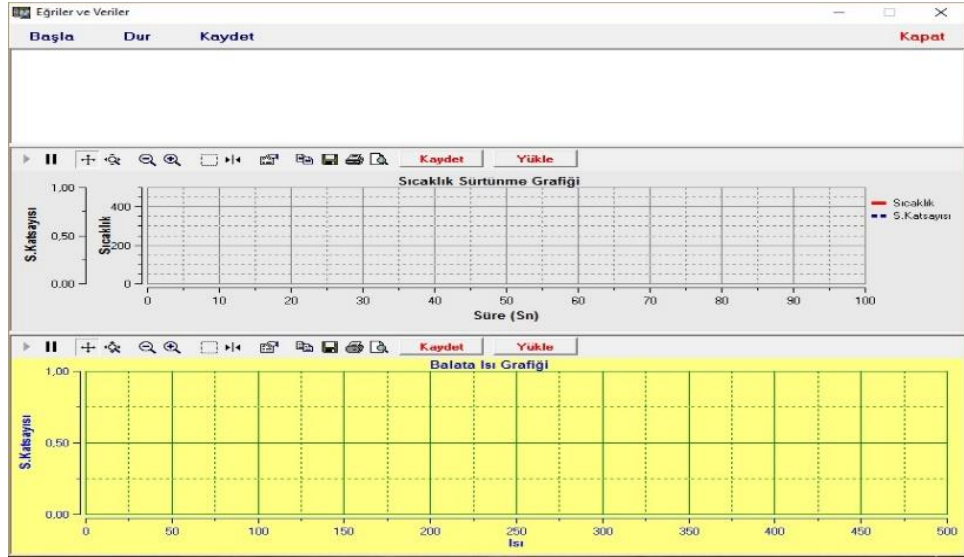 Eğriler ve Veriler
Başla Dur Kaydet Kapat
Kaydet Yükle
Sıcaklık Sürtünme Grafiği
1,00
0,50
0,00
S.Katsayısı
400
200
0
Sıcaklık
Sıcaklık
S.Katsayısı
0 10 20 30 40 50 60 70 80 90 100
Süre (Sn)
Kaydet Yükle
Balata Isı Grafiği
1,00
0,50
0,00
S.Katsayısı
0 50 100 150 200 250 300 350 400 450 500
Isı